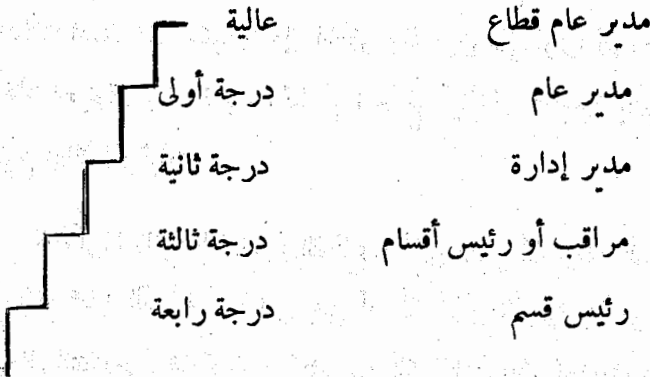 مدير عام قطاع عالية
مدير عام درجة أولى
مدير إدارة درجة ثانية
مراقب أو رئيس أقسام درجة ثالثة
رئيس قسم درجة رابعة